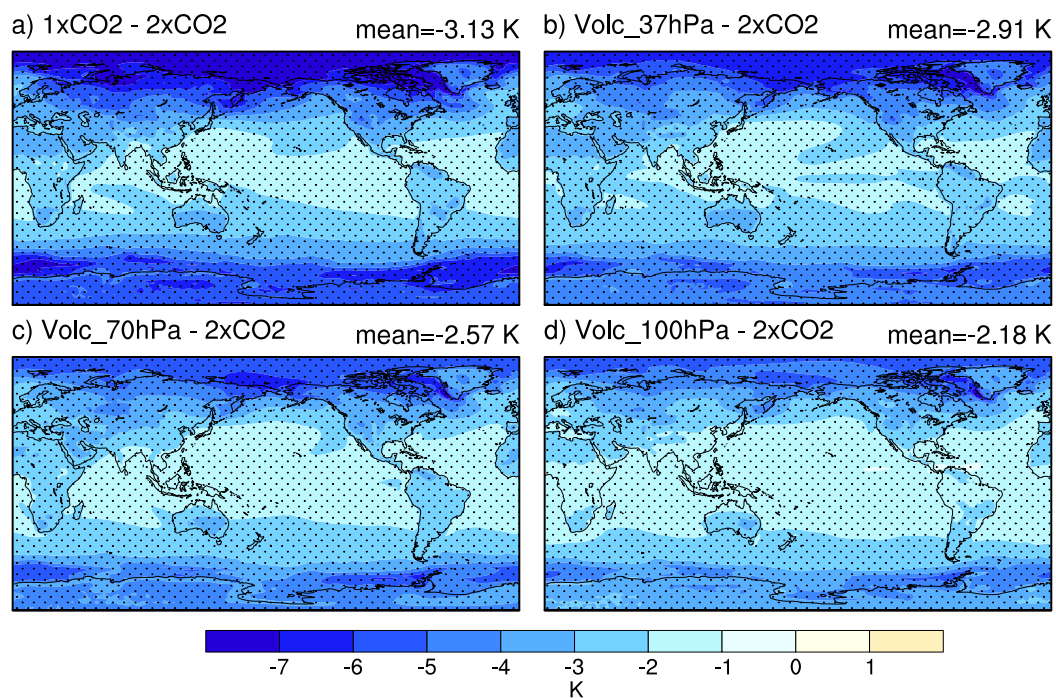 a) 1xCO2 - 2xCO2 mean=-3.13 K
b) Volc_37hPa - 2xCO2 mean=-2.91 K
c) Volc_70hPa - 2xCO2 mean=-2.57 K
d) Volc_100hPa - 2xCO2 mean=-2.18 K
-7 -6 -5 -4 -3 -2 -1 0 1
K